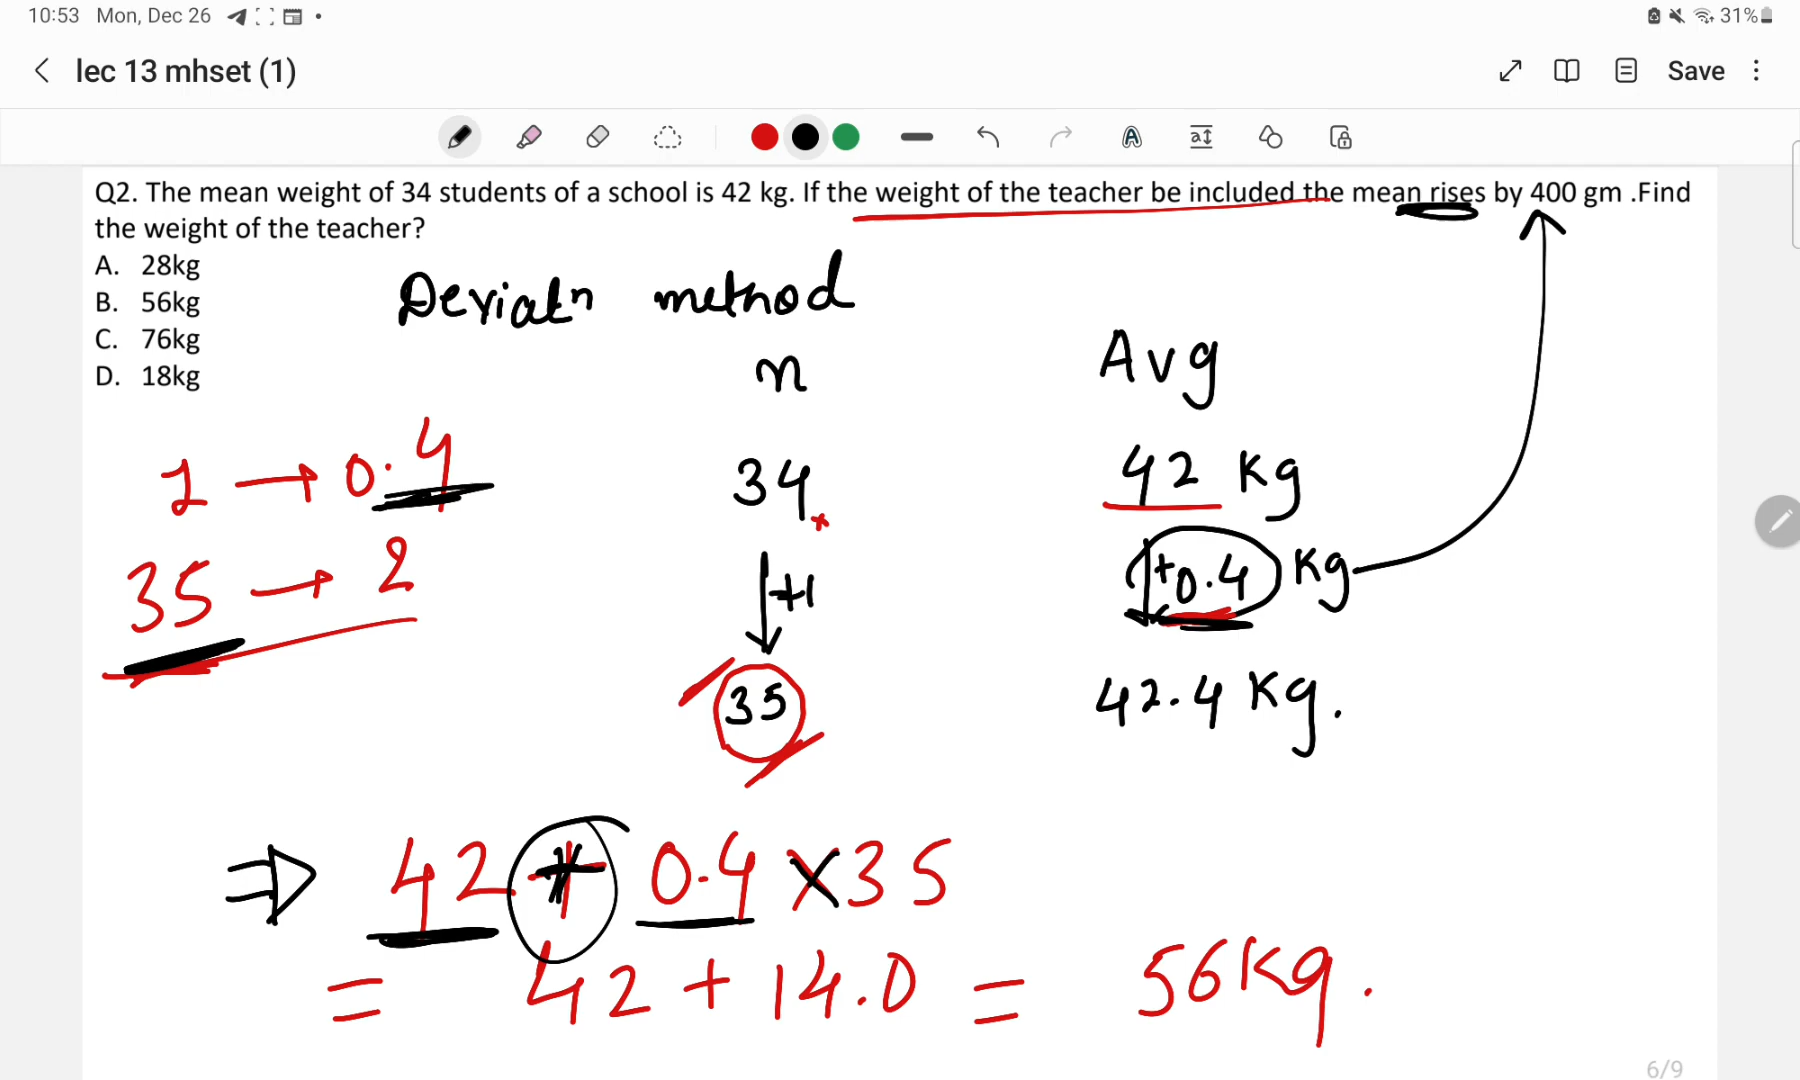 10:53 Mon, Dec 26
31%
lec 13 mhset (1)
Save
Q2. The mean weight of 34 students of a school is 42 kg. If the weight of the teacher be included the mean rises by 400 gm .Find
the weight of the teacher?
A. 28kg
B. 56kg
C. 76kg
D. 18kg
Deviatn method
n Avg
1 → 0.4
34 42 Kg
35 → 2
+1 +0.4 Kg
35 42.4 Kg.
⇒ 42 + 0.4 × 35
= 42 + 14.0 = 56Kg.
6/9